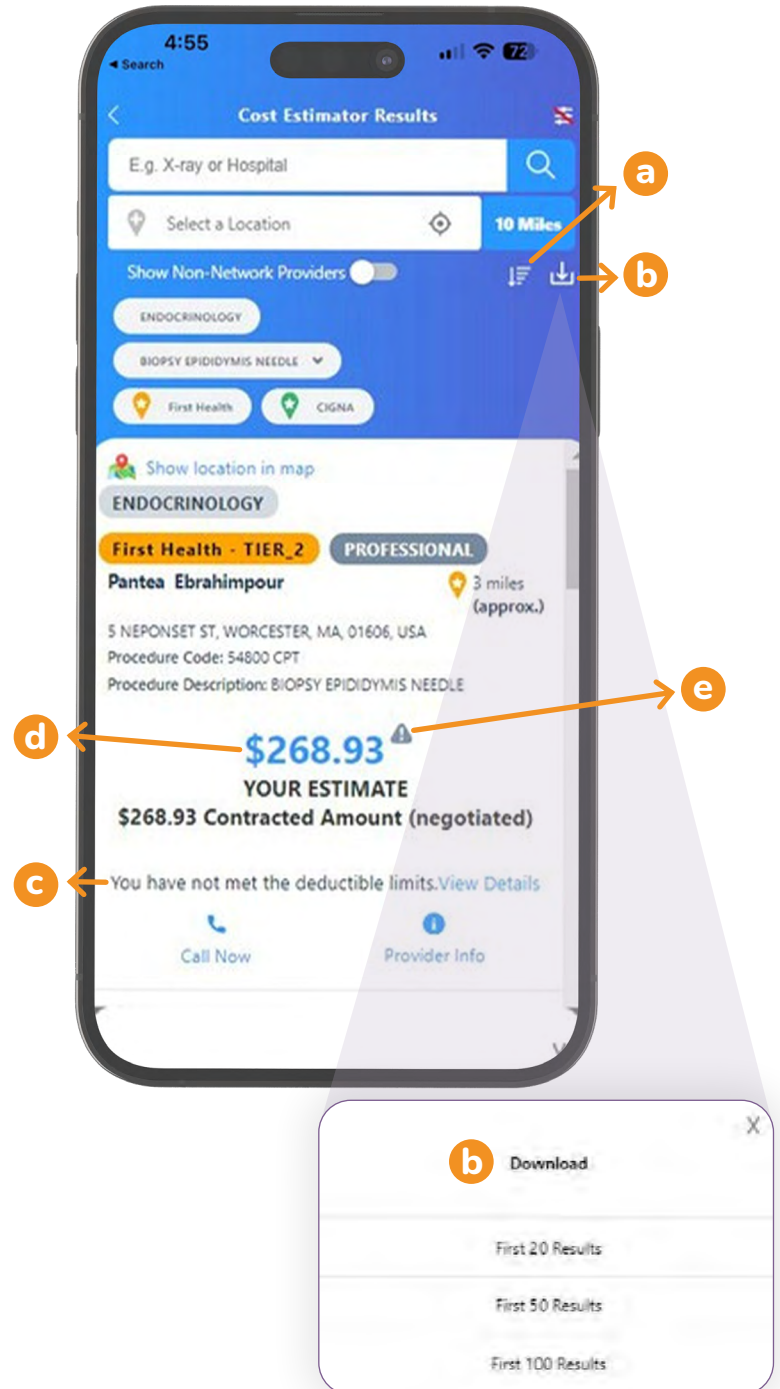 4:55
Search
72
Cost Estimator Results
E.g. X-ray or Hospital
a
Select a Location
10 Miles
Show Non-Network Providers
b
ENDOCRINOLOGY
BIOPSY EPIDIDYMIS NEEDLE
First Health
CIGNA
Show location in map
ENDOCRINOLOGY
First Health - TIER_2
PROFESSIONAL
Pantea Ebrahimpour
3 miles
(approx.)
5 NEPONSET ST, WORCESTER, MA, 01606, USA
Procedure Code: 54800 CPT
Procedure Description: BIOPSY EPIDIDYMIS NEEDLE
e
d
$268.93
YOUR ESTIMATE
$268.93 Contracted Amount (negotiated)
c
You have not met the deductible limits.View Details
Call Now
Provider Info
X
b Download
First 20 Results
First 50 Results
First 100 Results